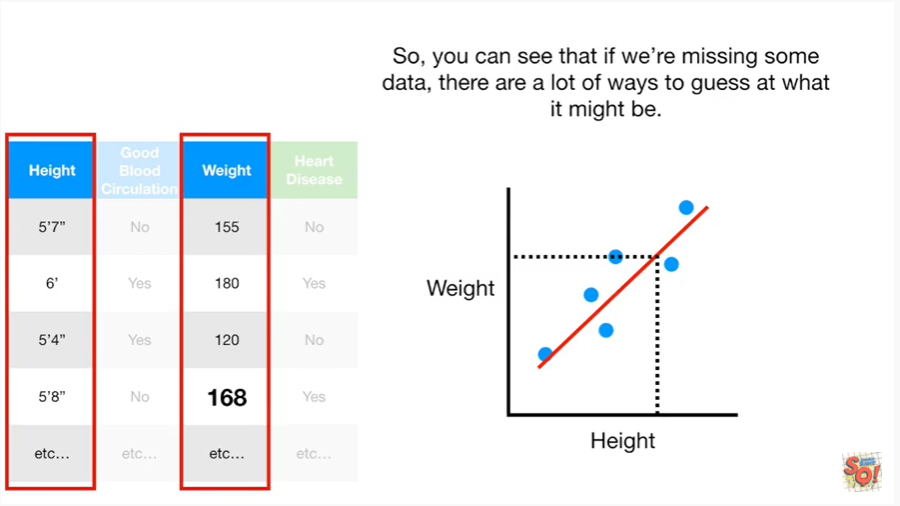 So, you can see that if we’re missing some
data, there are a lot of ways to guess at what
it might be.
Height Good Blood Circulation Weight Heart Disease
5’7” No 155 No
6’ Yes 180 Yes
5’4” Yes 120 No
5’8” No 168 Yes
etc… etc… etc… etc…
Weight
Height
SQ!